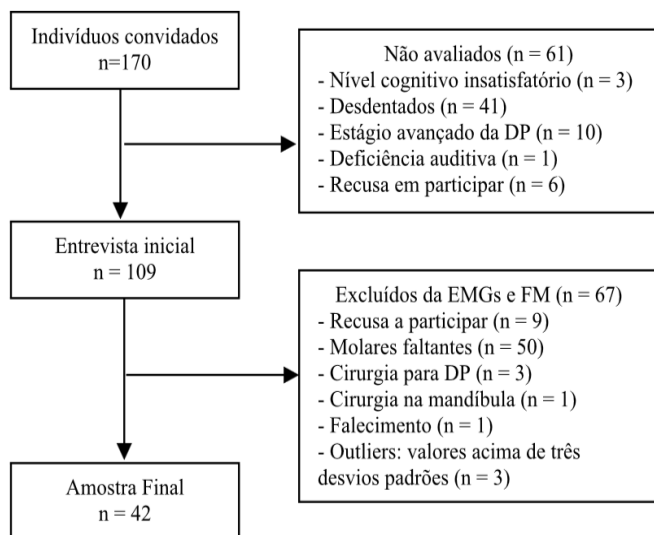 Indivíduos convidados
n=170
Não avaliados (n = 61)
- Nível cognitivo insatisfatório (n = 3)
- Desdentados (n = 41)
- Estágio avançado da DP (n = 10)
- Deficiência auditiva (n = 1)
- Recusa em participar (n = 6)
Entrevista inicial
n = 109
Excluídos da EMGs e FM (n = 67)
- Recusa a participar (n = 9)
- Molares faltantes (n = 50)
- Cirurgia para DP (n = 3)
- Cirurgia na mandíbula (n = 1)
- Falecimento (n = 1)
- Outliers: valores acima de três
desvios padrões (n = 3)
Amostra Final
n = 42